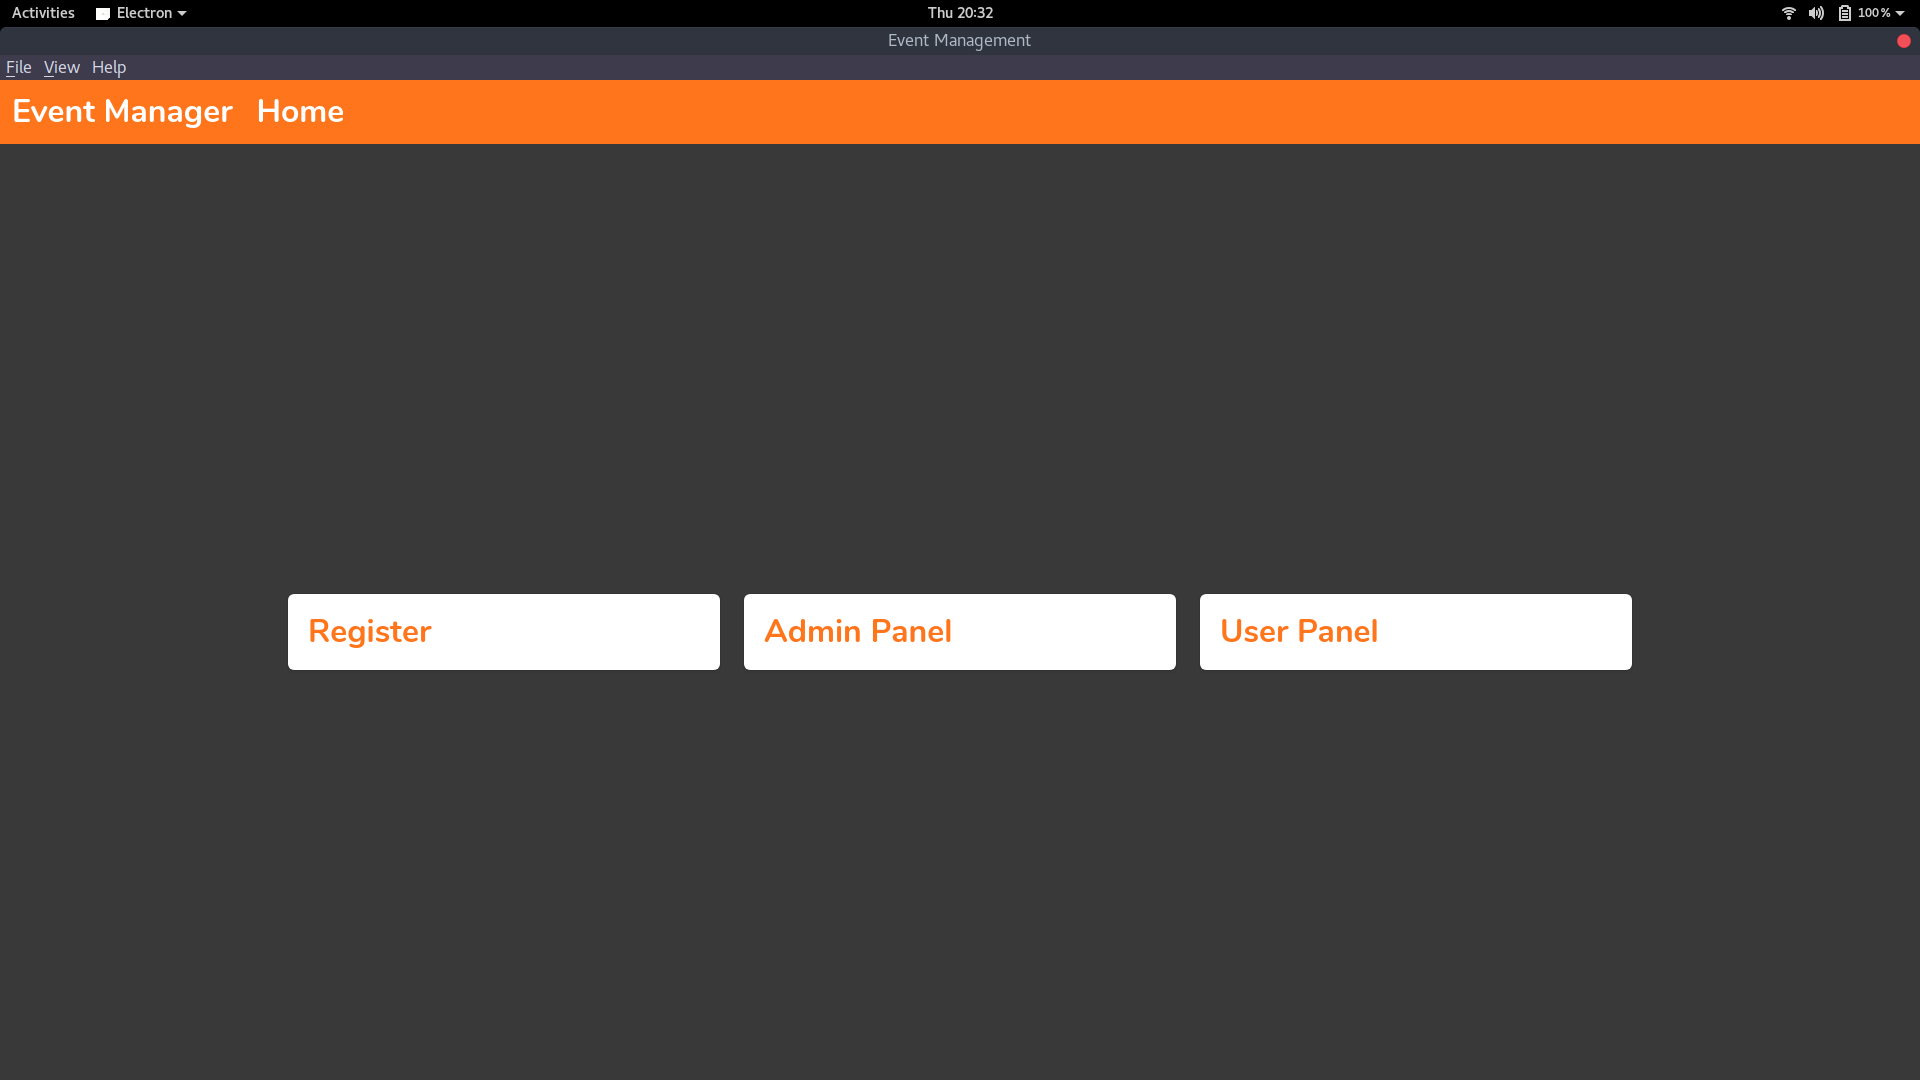 Activities Electron Thu 20:32 100%
Event Management
File View Help
Event Manager Home
Register Admin Panel User Panel